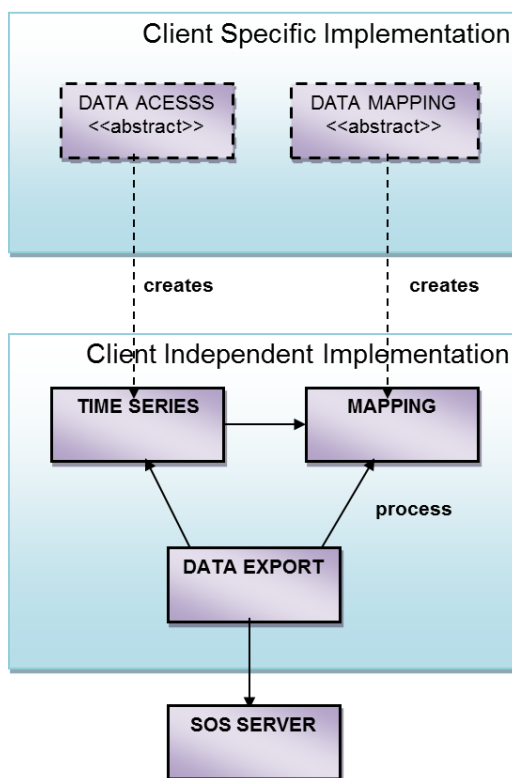 Client Specific Implementation
DATA ACESSS
<<abstract>>
DATA MAPPING
<<abstract>>
creates
creates
Client Independent Implementation
TIME SERIES
MAPPING
process
DATA EXPORT
SOS SERVER